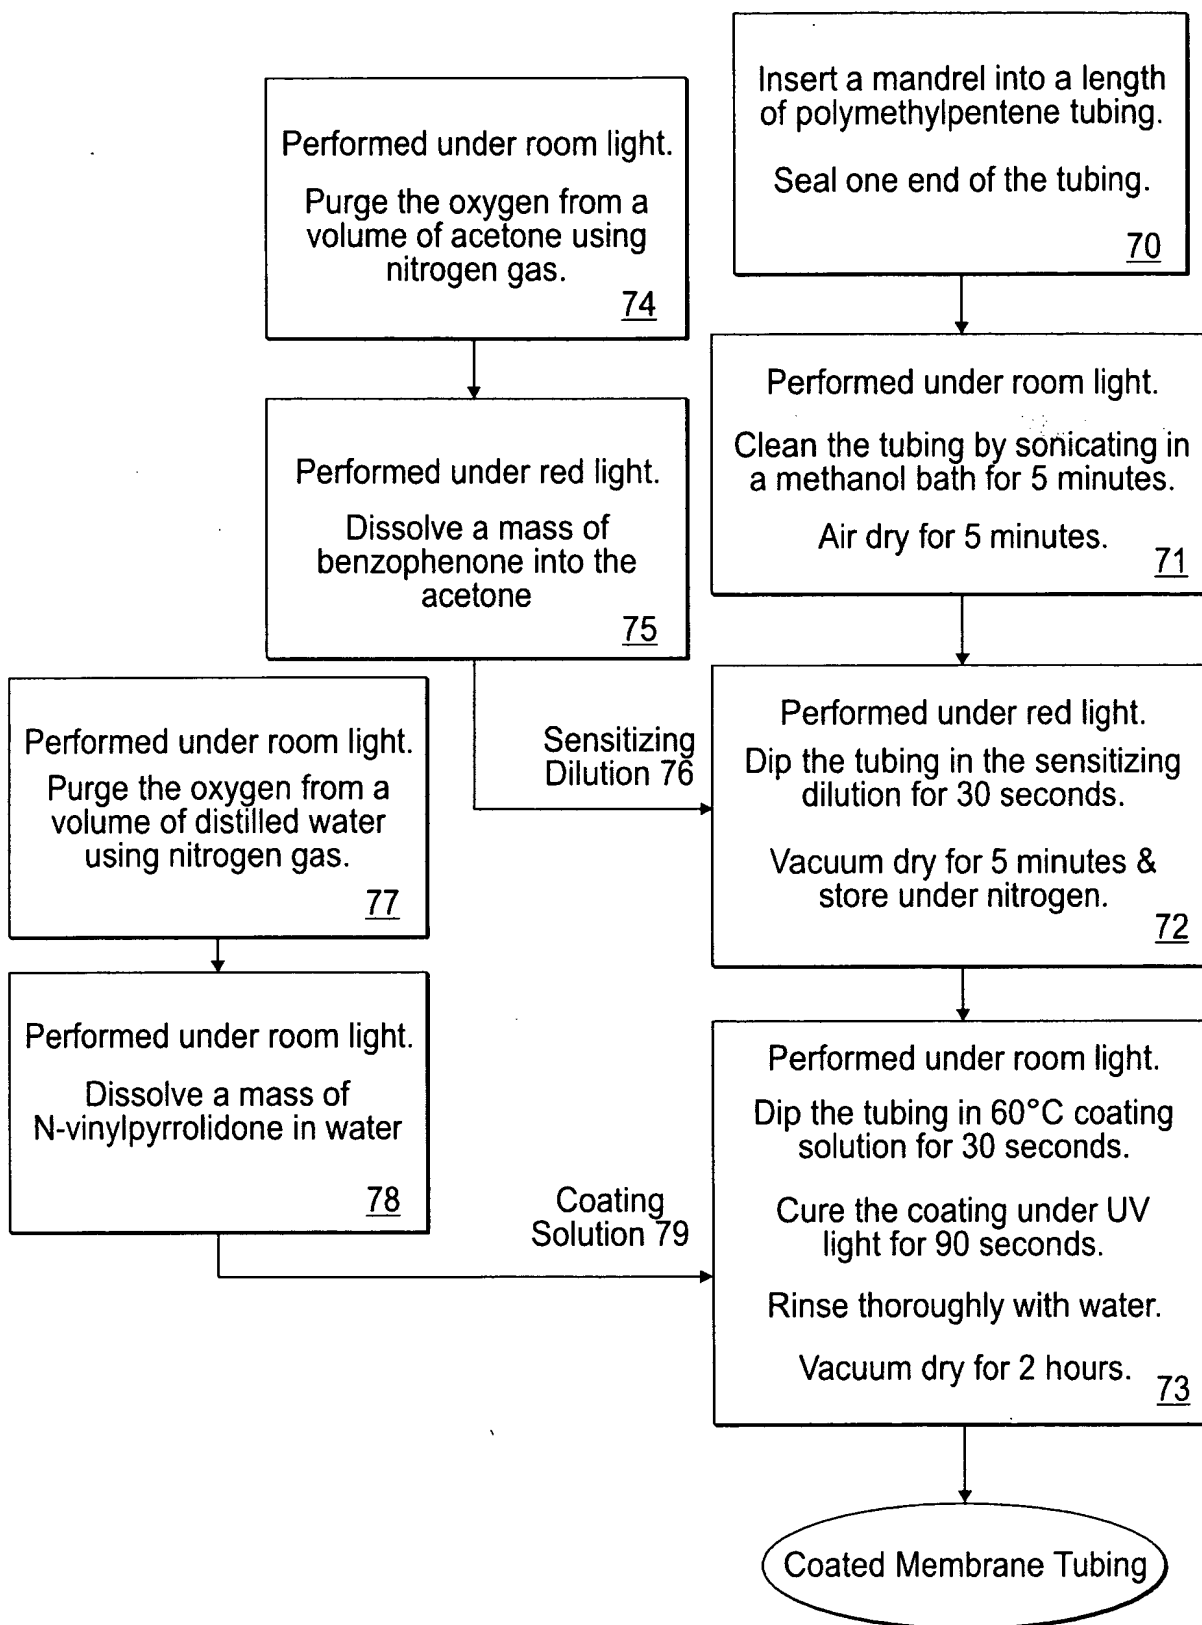 Insert a mandrel into a length
of polymethylpentene tubing.
Seal one end of the tubing.
70
Performed under room light.
Purge the oxygen from a
volume of acetone using
nitrogen gas.
74
Performed under room light.
Clean the tubing by sonicating in
a methanol bath for 5 minutes.
Air dry for 5 minutes.
71
Performed under red light.
Dissolve a mass of
benzophenone into the
acetone
75
Sensitizing
Dilution 76
Performed under red light.
Dip the tubing in the sensitizing
dilution for 30 seconds.
Vacuum dry for 5 minutes &
store under nitrogen.
72
Performed under room light.
Purge the oxygen from a
volume of distilled water
using nitrogen gas.
77
Performed under room light.
Dissolve a mass of
N-vinylpyrrolidone in water
78
Coating
Solution 79
Performed under room light.
Dip the tubing in 60°C coating
solution for 30 seconds.
Cure the coating under UV
light for 90 seconds.
Rinse thoroughly with water.
Vacuum dry for 2 hours.
73
Coated Membrane Tubing